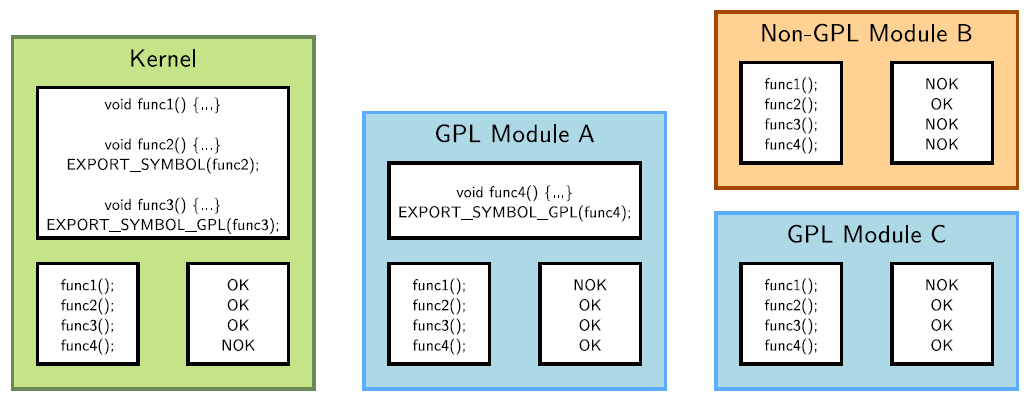 Kernel
void func1() {...}
void func2() {...}
EXPORT_SYMBOL(func2);
void func3() {...}
EXPORT_SYMBOL_GPL(func3);
func1();
func2();
func3();
func4();
OK
OK
OK
NOK
GPL Module A
void func4() {...}
EXPORT_SYMBOL_GPL(func4);
func1();
func2();
func3();
func4();
NOK
OK
OK
OK
Non-GPL Module B
func1();
func2();
func3();
func4();
NOK
OK
NOK
NOK
GPL Module C
func1();
func2();
func3();
func4();
NOK
OK
OK
OK